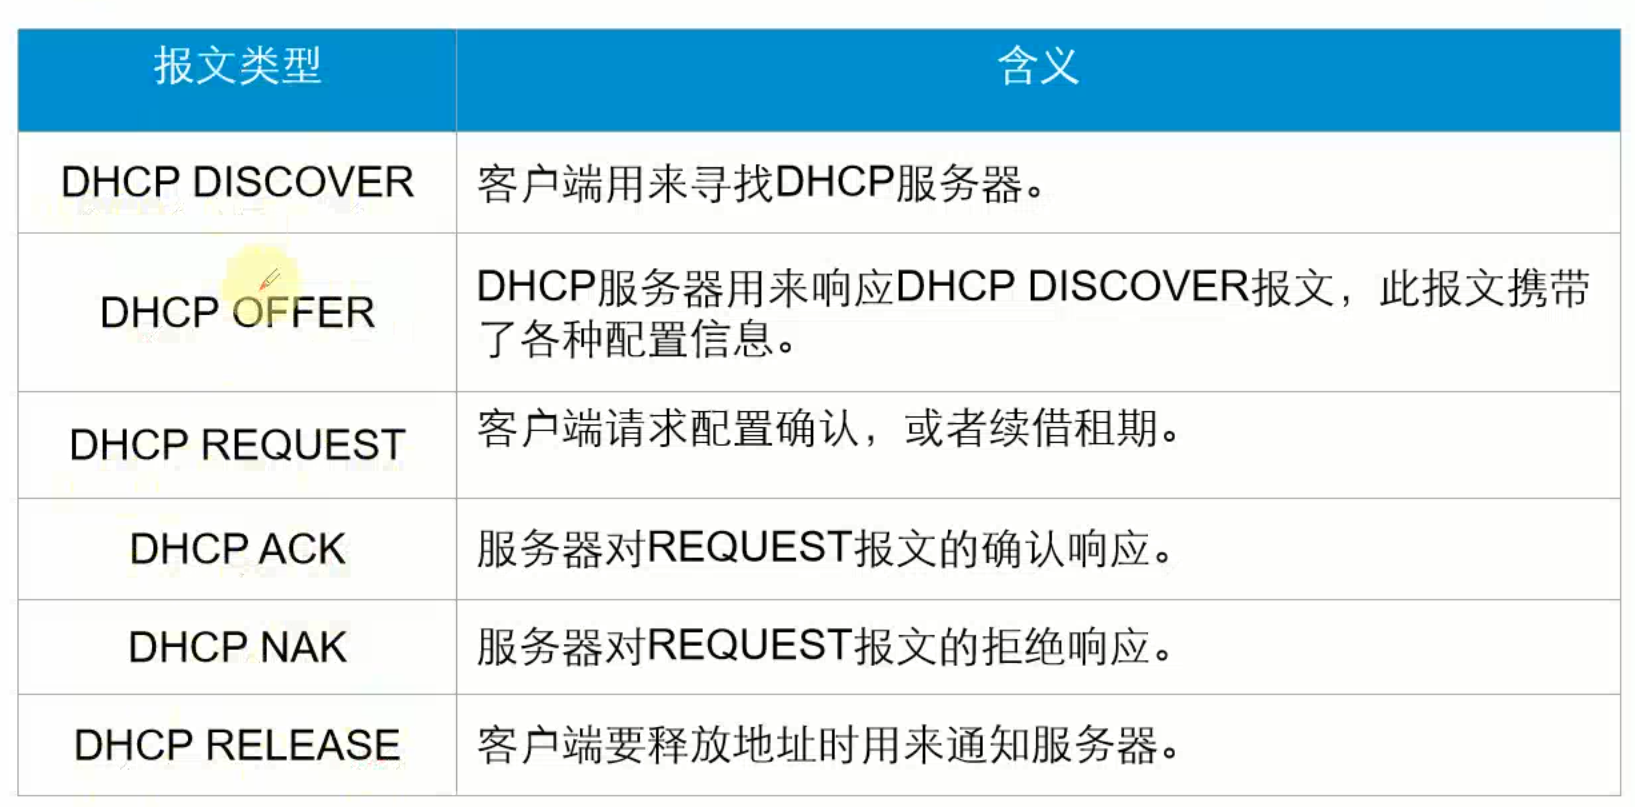 报文类型
含义
DHCP DISCOVER
客户端用来寻找DHCP服务器。
DHCP OFFER
DHCP服务器用来响应DHCP DISCOVER报文，此报文携带
了各种配置信息。
DHCP REQUEST
客户端请求配置确认，或者续借租期。
DHCP ACK
服务器对REQUEST报文的确认响应。
DHCP NAK
服务器对REQUEST报文的拒绝响应。
DHCP RELEASE
客户端要释放地址时用来通知服务器。